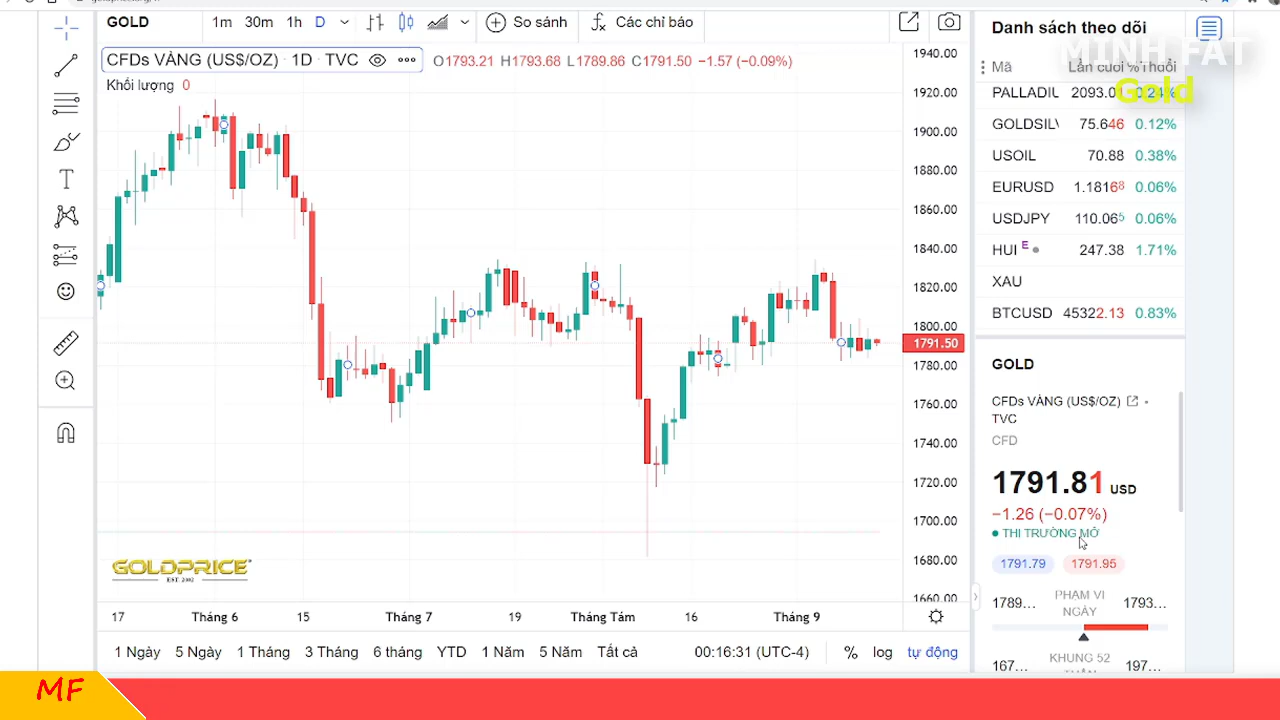 GOLD 1m 30m 1h D So sánh Các chỉ báo
CFDs VÀNG (US$/OZ) · 1D · TVC O1793.21 H1793.68 L1789.86 C1791.50 −1.57 (−0.09%)
Khối lượng 0
1940.00
1920.00
1900.00
1880.00
1860.00
1840.00
1820.00
1800.00
1791.50
1780.00
1760.00
1740.00
1720.00
1700.00
1680.00
1660.00
GOLDPRICE
EST. 2002
17 Tháng 6 15 Tháng 7 19 Tháng Tám 16 Tháng 9
1 Ngày 5 Ngày 1 Tháng 3 Tháng 6 tháng YTD 1 Năm 5 Năm Tất cả 00:16:31 (UTC-4) % log tự động
Danh sách theo dõi
MINH FAT
Mã Lần cuối
Gold
PALLADIU 0.24%
GOLDSILV 75.646 0.12%
USOIL 70.88 0.38%
EURUSD 1.1816⁸ 0.06%
USDJPY 110.06⁵ 0.06%
HUI E 247.38 1.71%
XAU
BTCUSD 45322.13 0.83%
GOLD
CFDs VÀNG (US$/OZ)
TVC
CFD
1791.81 USD
−1.26 (−0.07%)
THỊ TRƯỜNG MỞ
1791.79 1791.95
1789... PHẠM VI NGÀY 1793...
167... KHUNG 52 197...
MF